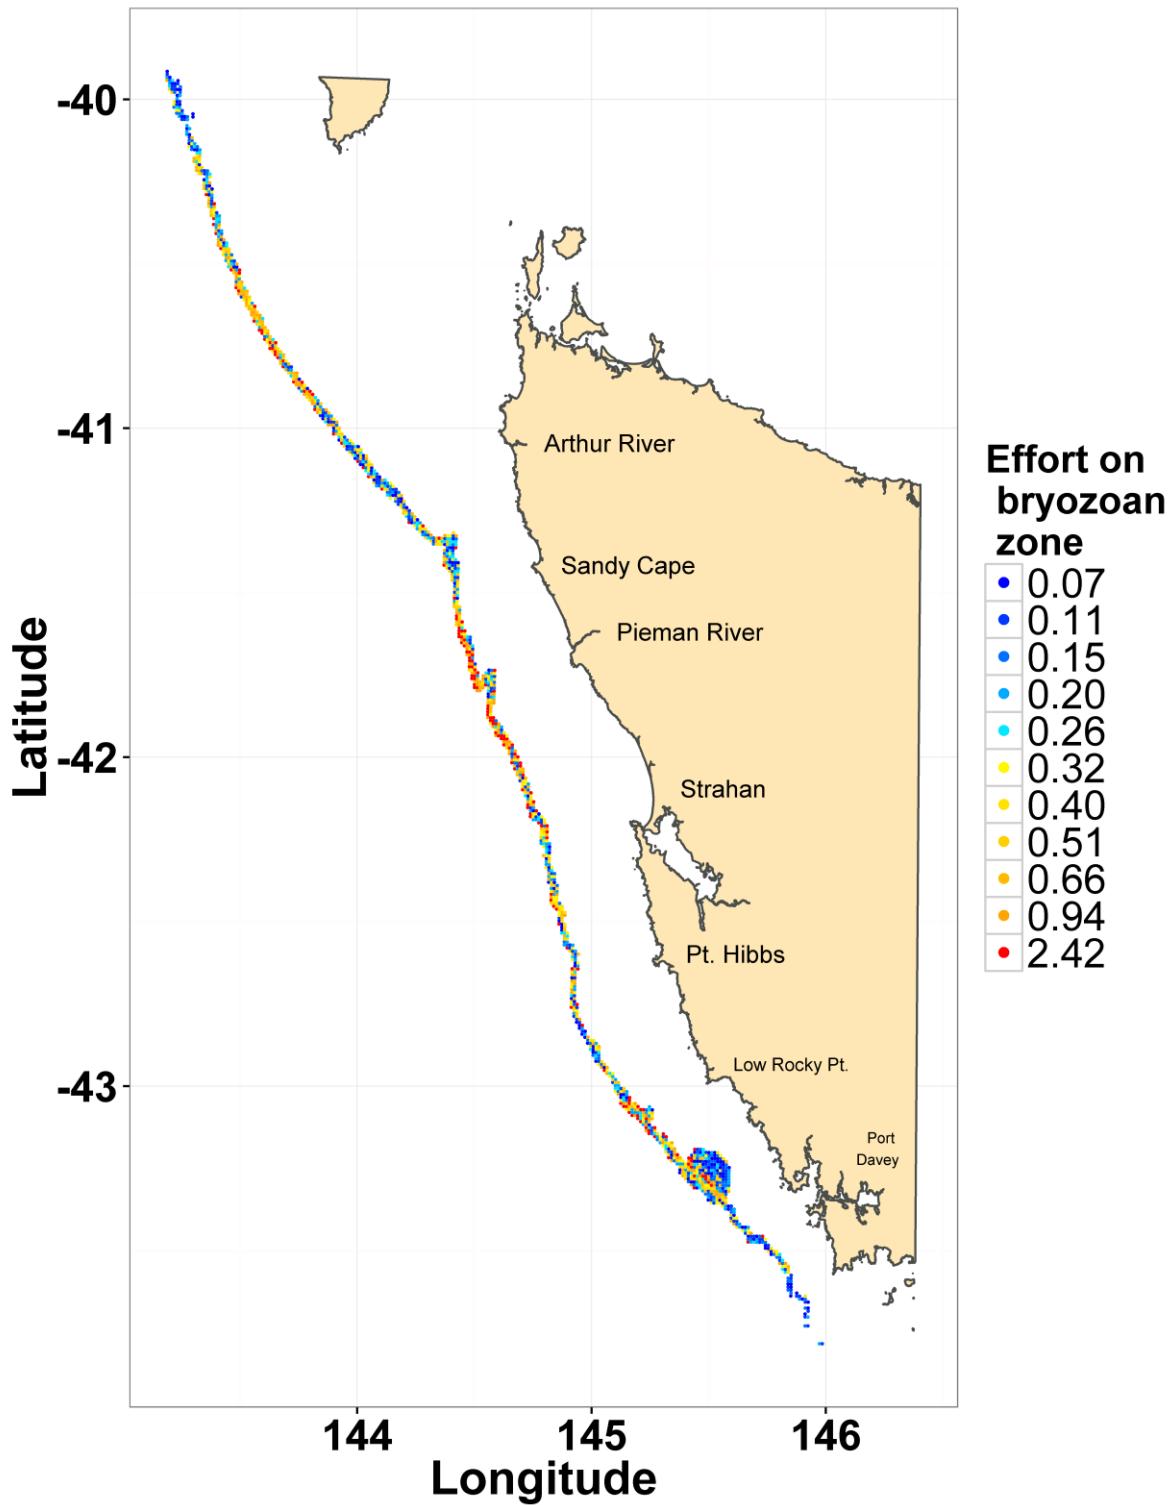 -40
-41
-42
-43
Latitude
144
145
146
Longitude
Arthur River
Sandy Cape
Pieman River
Strahan
Pt. Hibbs
Low Rocky Pt.
Port
Davey
Effort on
bryozoan
zone
0.07
0.11
0.15
0.20
0.26
0.32
0.40
0.51
0.66
0.94
2.42